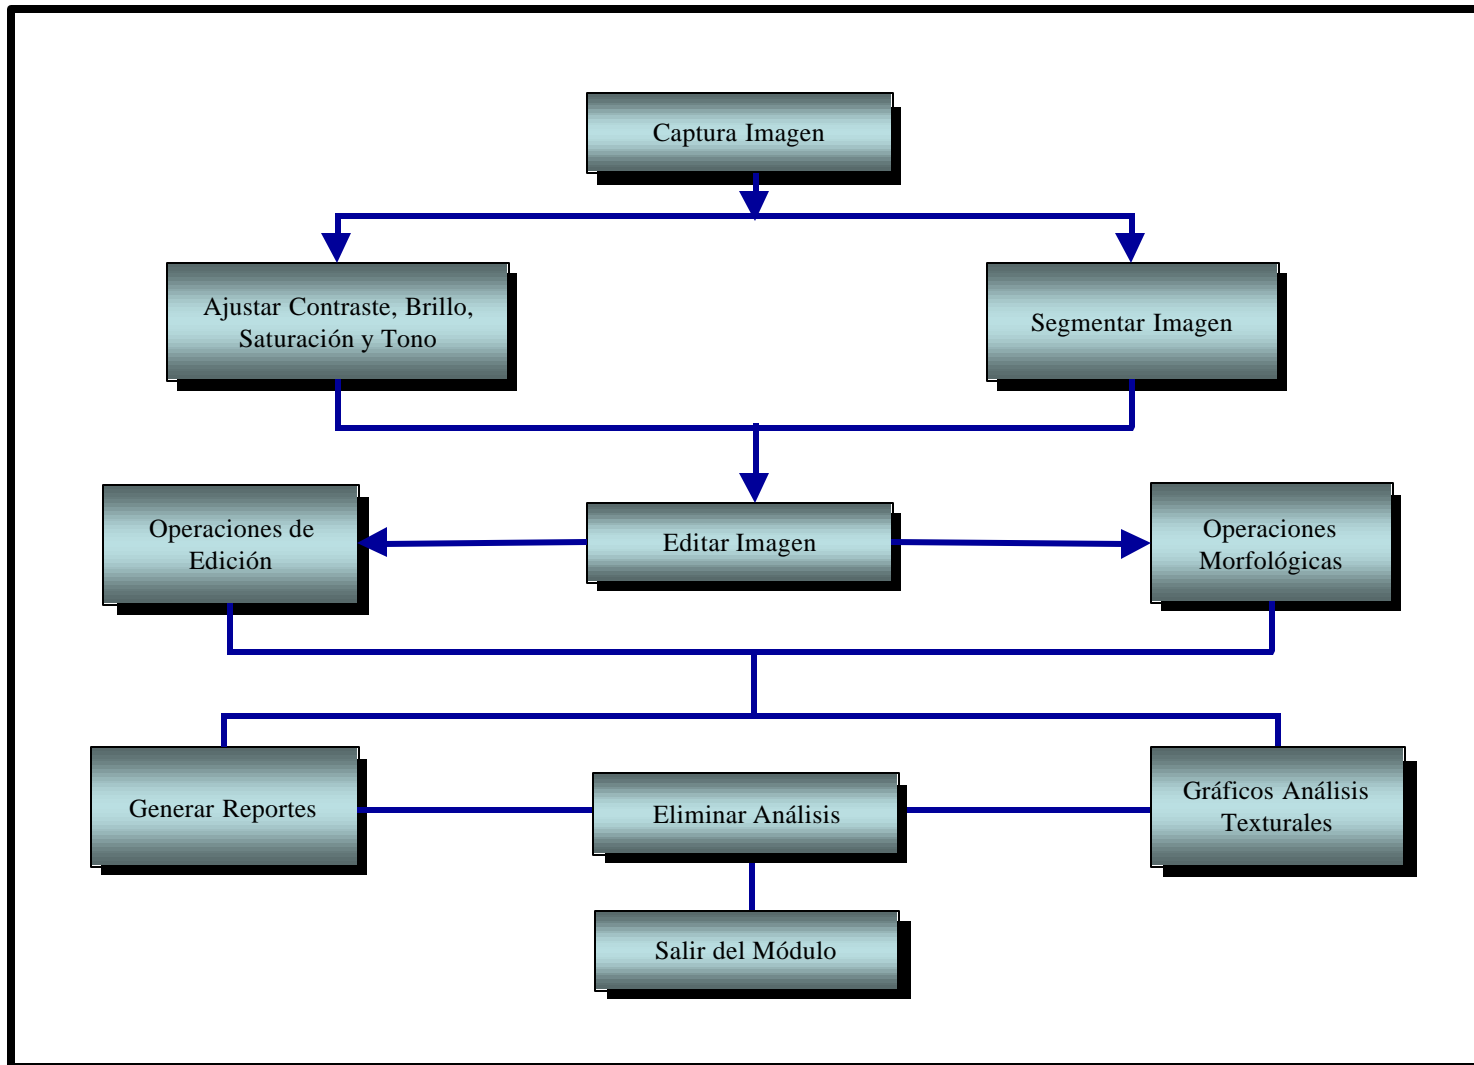 Captura Imagen
Ajustar Contraste, Brillo,
Saturación y Tono
Segmentar Imagen
Operaciones de
Edición
Editar Imagen
Operaciones
Morfológicas
Generar Reportes
Eliminar Análisis
Gráficos Análisis
Texturales
Salir del Módulo